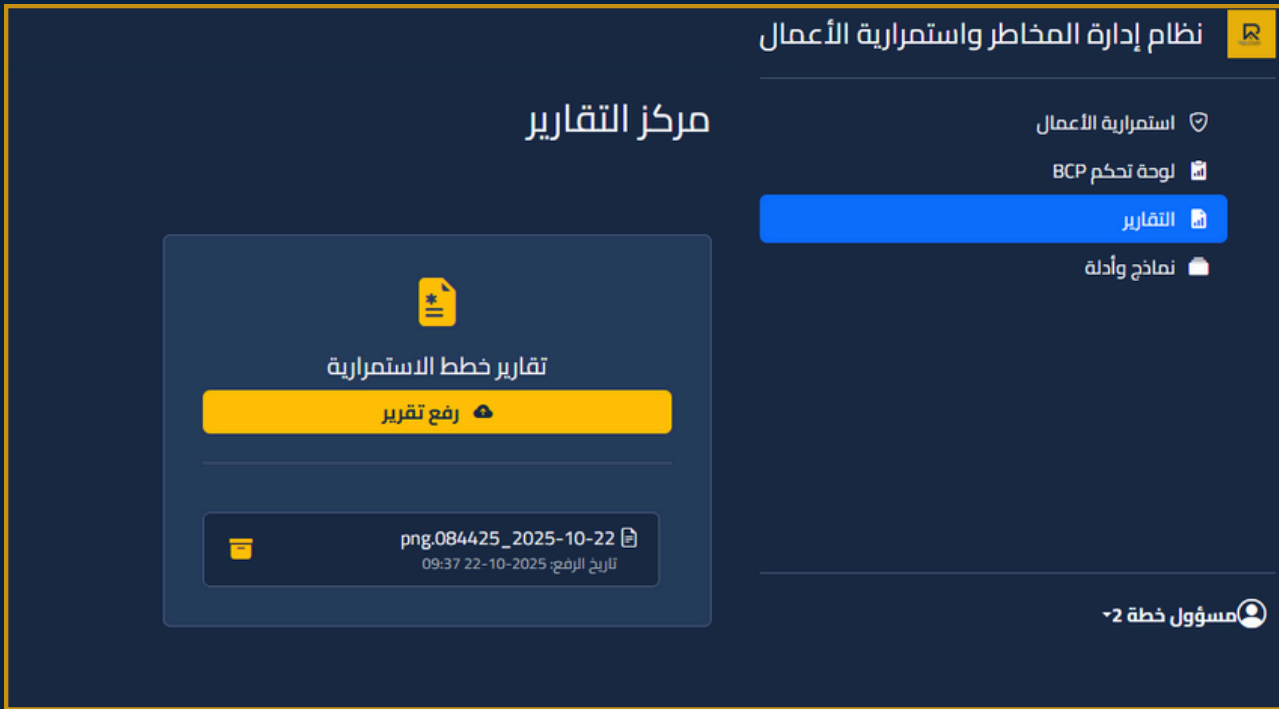 نظام إدارة المخاطر واستمرارية الأعمال
استمرارية الأعمال
لوحة تحكم BCP
التقارير
نماذج وأدلة
مسؤول خطة 2
مركز التقارير
تقارير خطط الاستمرارية
رفع تقرير
png.084425_2025-10-22
تاريخ الرفع: 2025-10-22 09:37